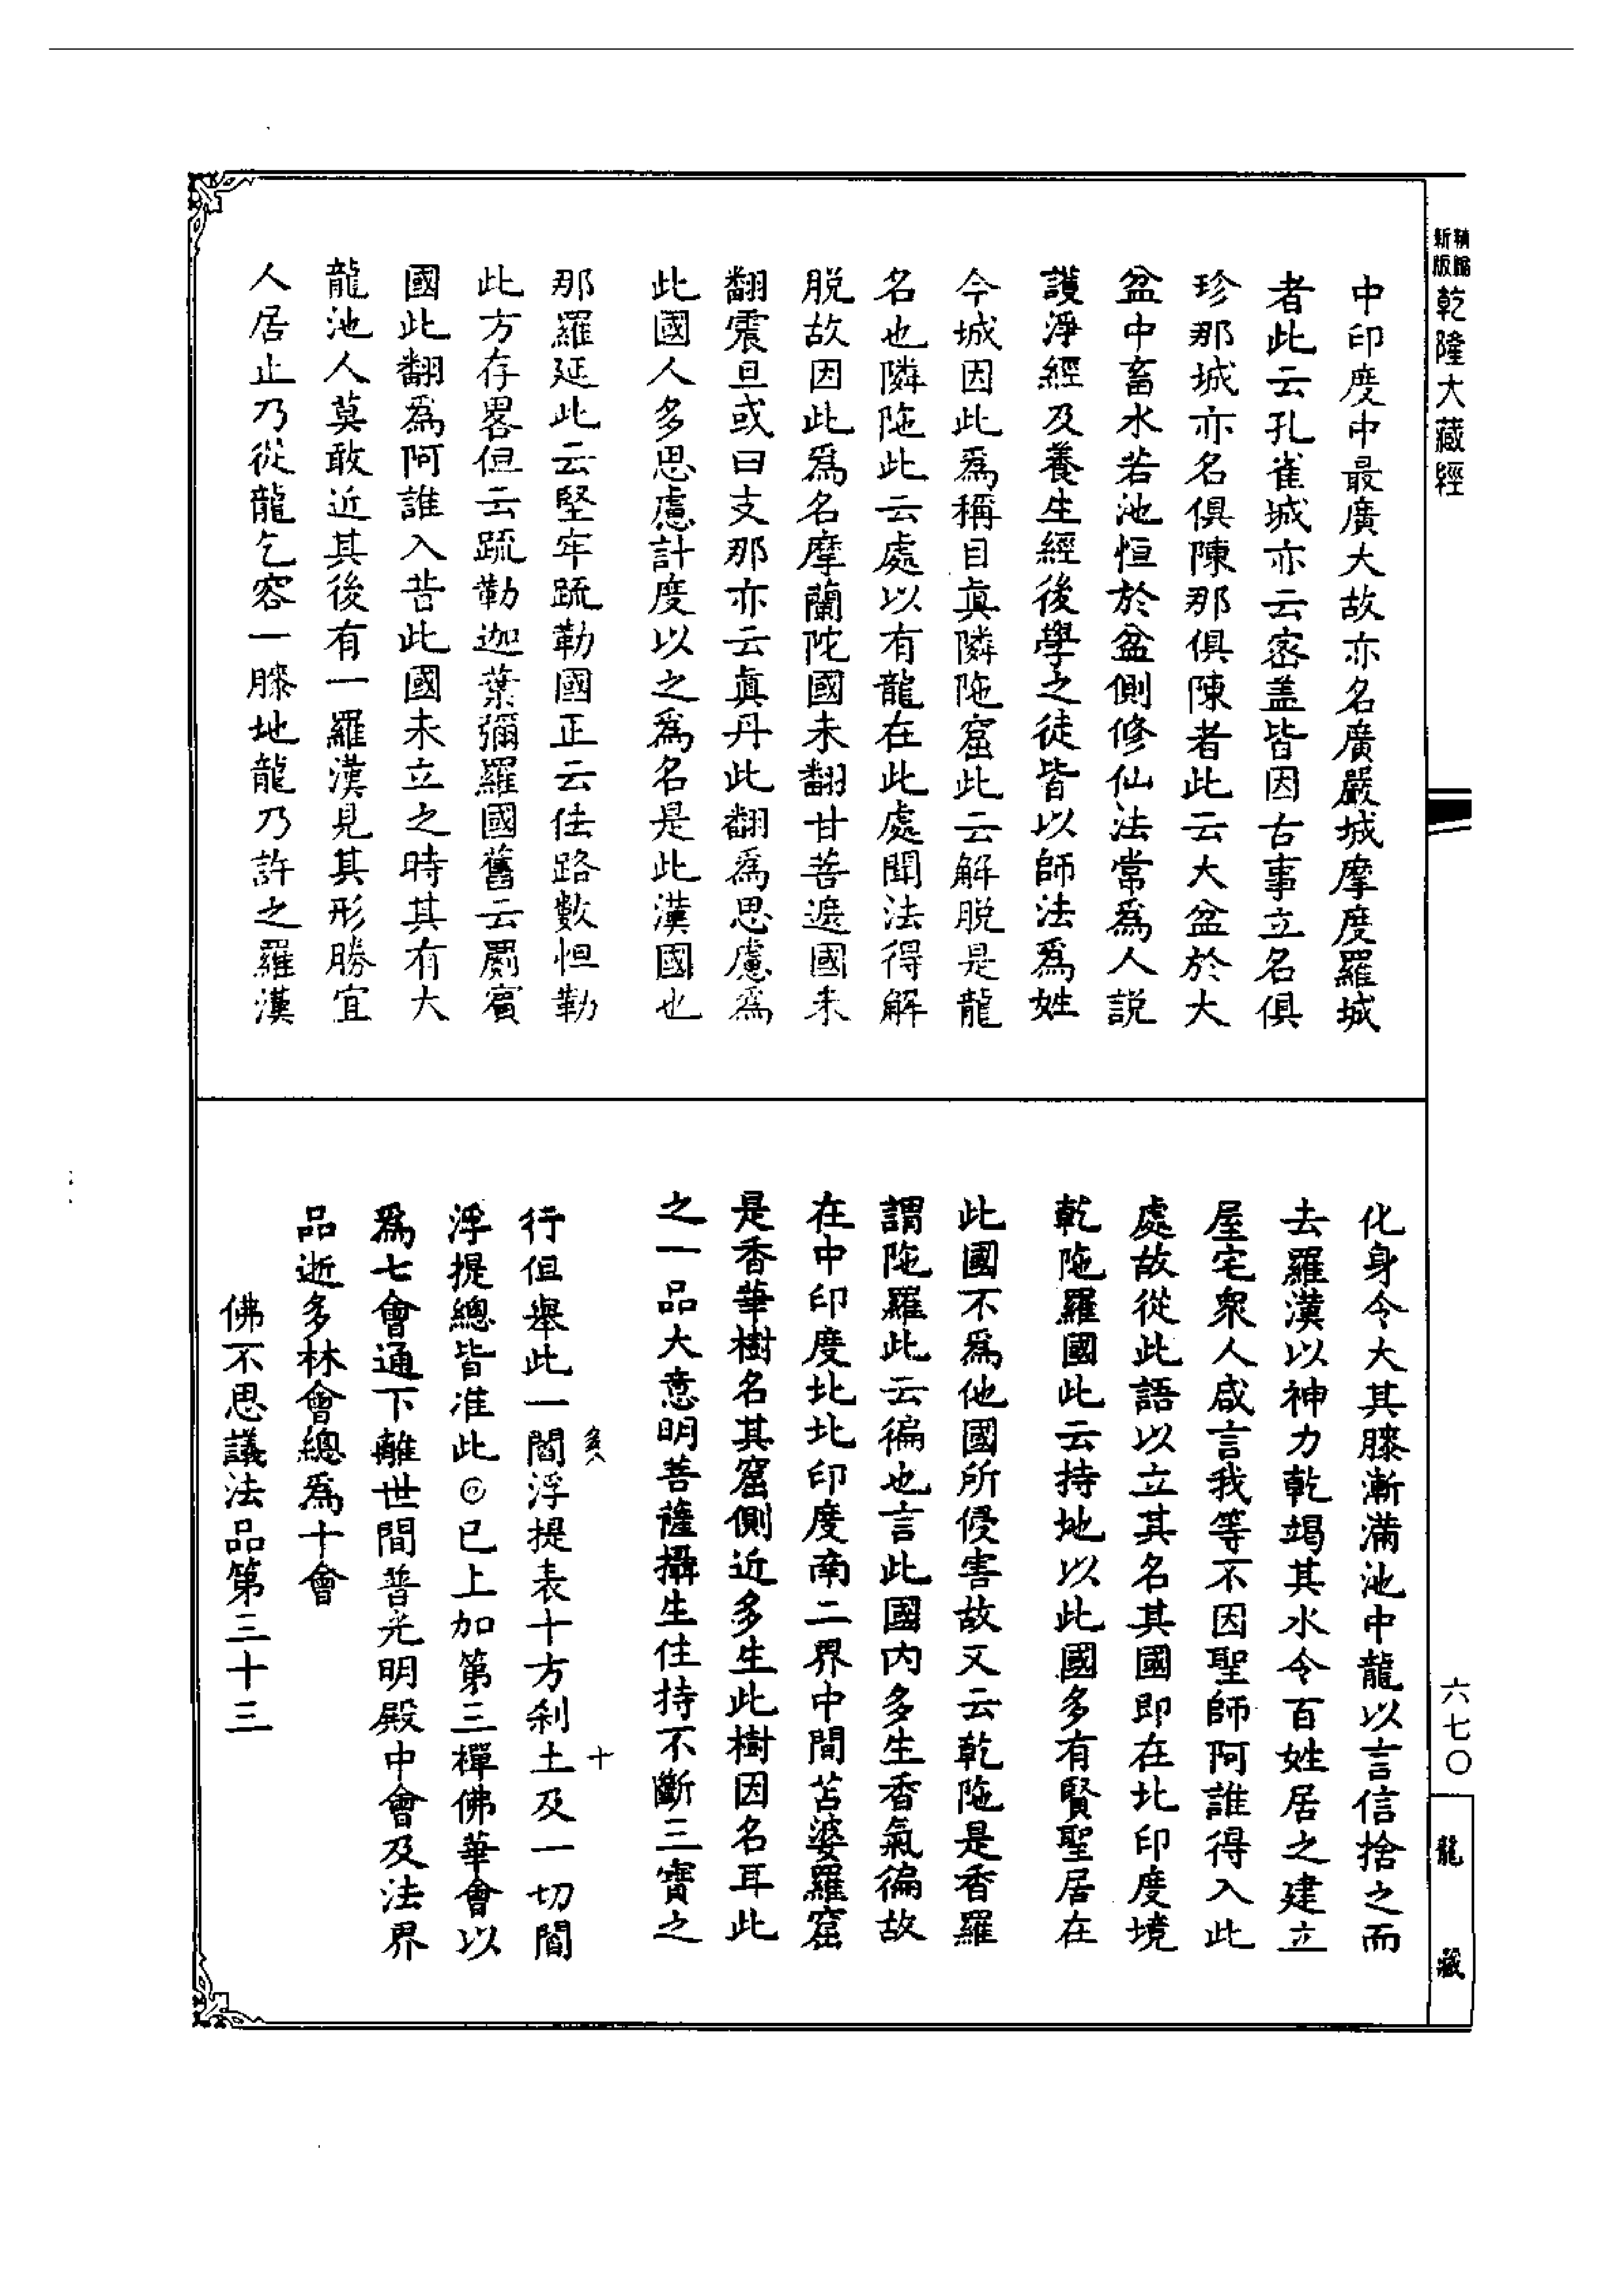 新編
精版
乾隆大藏經
中印度中最廣大故亦名廣嚴城摩度羅城
者此云孔雀城亦云密盖皆因古事立名俱
珍那城亦名俱陳那俱陳者此云大盆於大
盆中畜水若池恒於盆側修仙法常爲人説
護淨經及養生經後學之徒皆以師法爲姓
今城因此爲稱目眞隣陁窟此云解脱是龍
名也隣陁此云處以有龍在此處聞法得解
脱故因此爲名摩蘭陀國未翻甘菩遮國未
翻震旦或曰支那亦云眞丹此翻爲思慮爲
此國人多思慮計度以之爲名是此漢國也
那羅延此云堅牢疏勒國正云佉路數怛勒
此方存畧但云疏勒迦葉彌羅國舊云罽賓
國此翻爲阿誰入昔此國未立之時其有大
龍池人莫敢近其後有一羅漢見其形勝宜
人居止乃從龍乞容一膝地龍乃許之羅漢
化身令大其膝漸滿池中龍以言信捨之而
去羅漢以神力乾竭其水令百姓居之建立
屋宅衆人咸言我等不因聖師阿誰得入此
處故從此語以立其名其國即在北印度境
乾陁羅國此云持地以此國多有賢聖居在
此國不爲他國所侵害故又云乾陁是香羅
謂陁羅此云徧也言此國内多生香氣徧故
在中印度北北印度南二界中間苫婆羅窟
是香華樹名其窟側近多生此樹因名耳此
之一品大意明菩薩攝生住持不斷三寶之
行但舉此一閻浮提表十方刹土及一切閻
浮提總皆准此◎已上加第三禪佛華會以
爲七會通下離世間普光明殿中會及法界
品逝多林會總爲十會
佛不思議法品第三十三
十
六七〇
龍藏